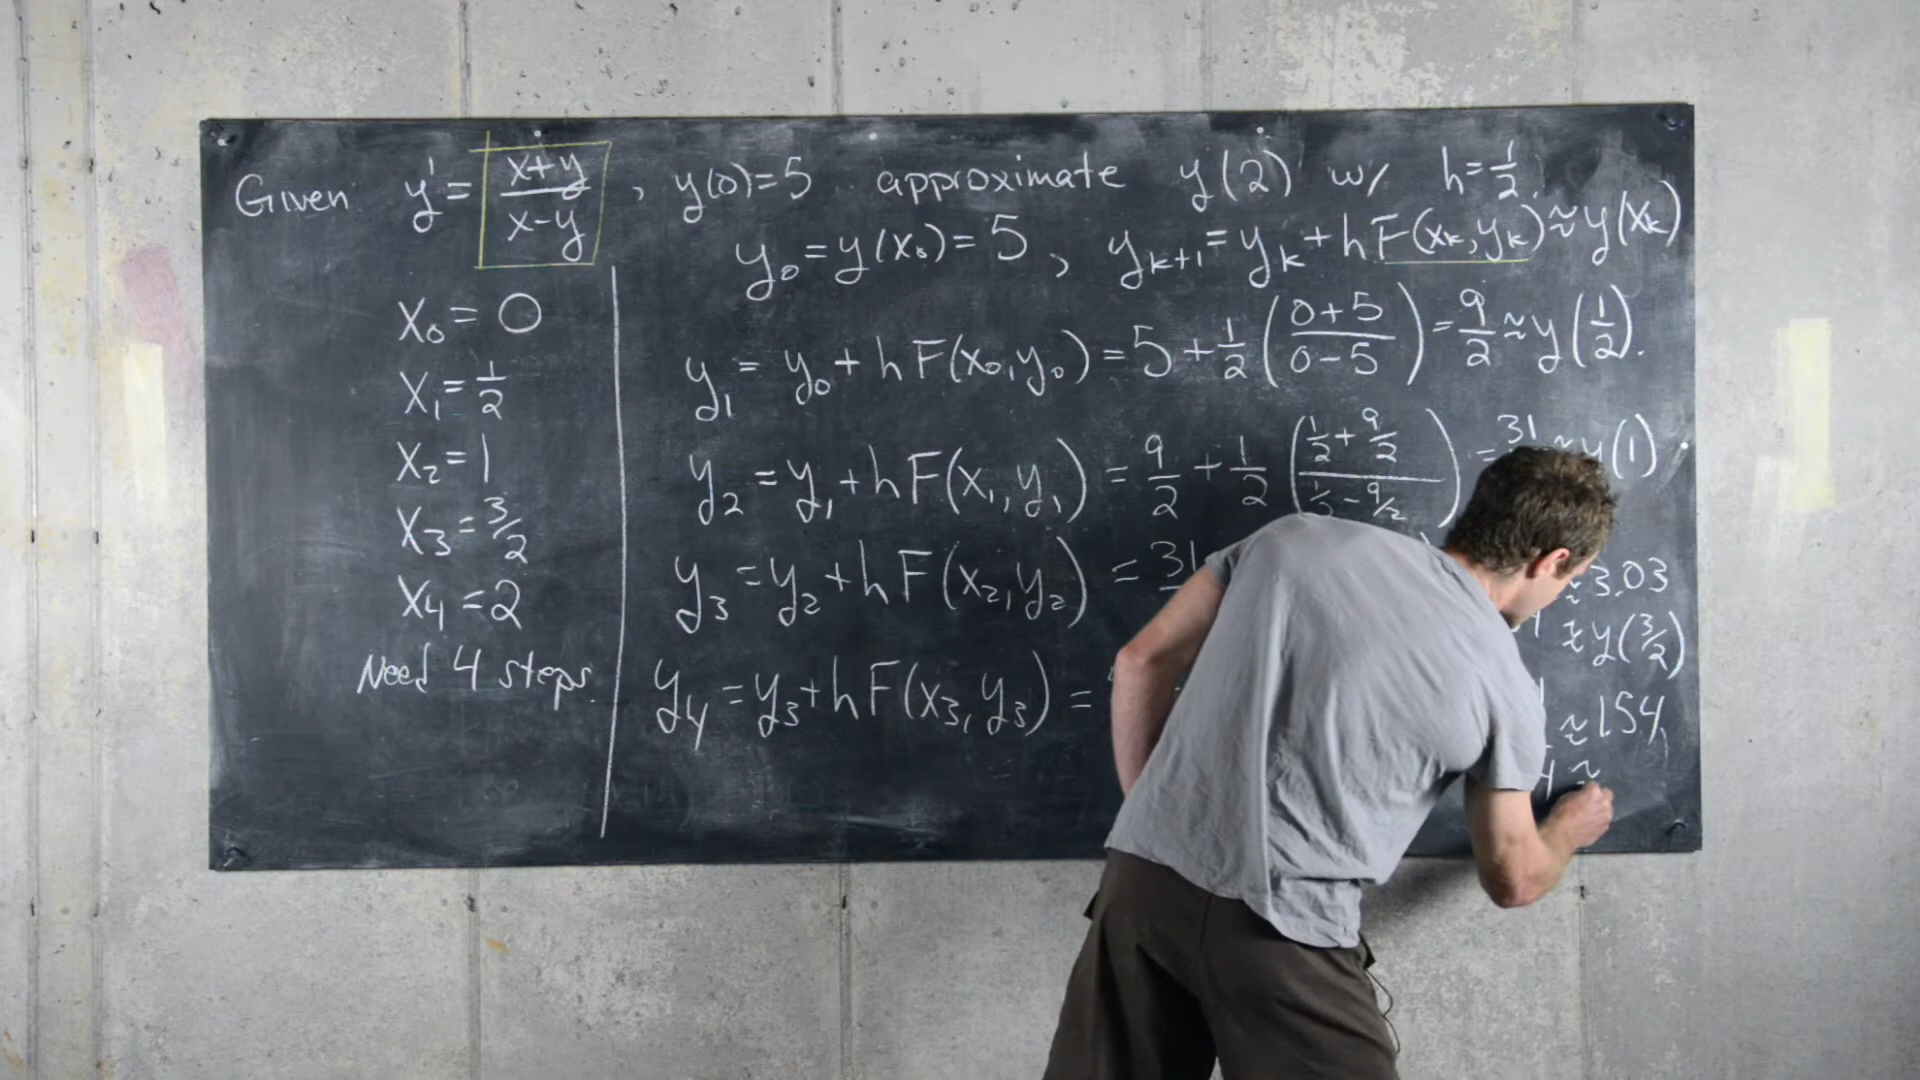 Given y' = (x+y)/(x-y) , y(0)=5 approximate y(2) w/ h=1/2.
y₀=y(x₀)=5 , yₖ₊₁=yₖ+hF(xₖ,yₖ)≈y(xₖ)
x₀=0
x₁=1/2
x₂=1
x₃=3/2
x₄=2
Need 4 steps.
y₁=y₀+hF(x₀,y₀)=5+1/2((0+5)/(0-5))=9/2≈y(1/2).
y₂=y₁+hF(x₁,y₁)=9/2+1/2((1/2+9/2)/(1/2-9/2))=31 ≈y(1)
y₃=y₂+hF(x₂,y₂)=31 ≈3.03
≈y(3/2)
y₄=y₃+hF(x₃,y₃)= ≈1.54
≈